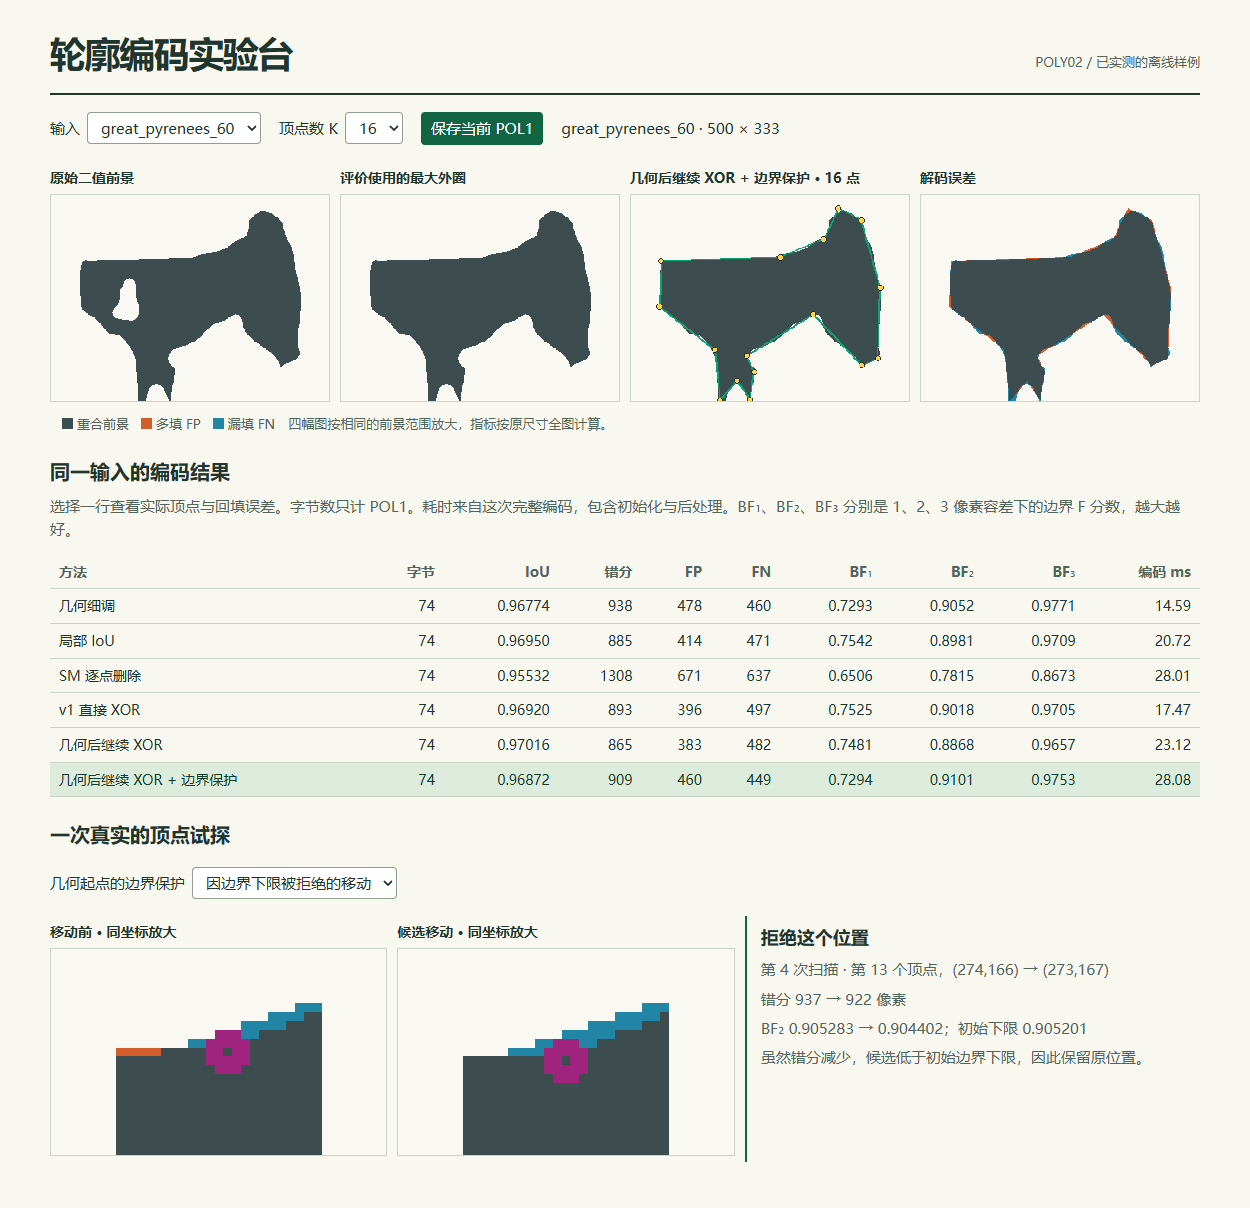 轮廓编码实验台
POLY02 / 已实测的离线样例
输入 great_pyrenees_60 顶点数 K 16 保存当前 POL1 great_pyrenees_60 · 500 × 333
原始二值前景 评价使用的最大外圈 几何后继续 XOR + 边界保护 • 16 点 解码误差
重合前景 多填 FP 漏填 FN 四幅图按相同的前景范围放大，指标按原尺寸全图计算。
同一输入的编码结果
选择一行查看实际顶点与回填误差。字节数只计 POL1。耗时来自这次完整编码，包含初始化与后处理。BF₁、BF₂、BF₃ 分别是 1、2、3 像素容差下的边界 F 分数，越大越
好。
方法 字节 IoU 错分 FP FN BF₁ BF₂ BF₃ 编码 ms
几何细调 74 0.96774 938 478 460 0.7293 0.9052 0.9771 14.59
局部 IoU 74 0.96950 885 414 471 0.7542 0.8981 0.9709 20.72
SM 逐点删除 74 0.95532 1308 671 637 0.6506 0.7815 0.8673 28.01
v1 直接 XOR 74 0.96920 893 396 497 0.7525 0.9018 0.9705 17.47
几何后继续 XOR 74 0.97016 865 383 482 0.7481 0.8868 0.9657 23.12
几何后继续 XOR + 边界保护 74 0.96872 909 460 449 0.7294 0.9101 0.9753 28.08
一次真实的顶点试探
几何起点的边界保护 因边界下限被拒绝的移动
移动前 • 同坐标放大 候选移动 • 同坐标放大
拒绝这个位置
第 4 次扫描 · 第 13 个顶点，(274,166) → (273,167)
错分 937 → 922 像素
BF₂ 0.905283 → 0.904402；初始下限 0.905201
虽然错分减少，候选低于初始边界下限，因此保留原位置。